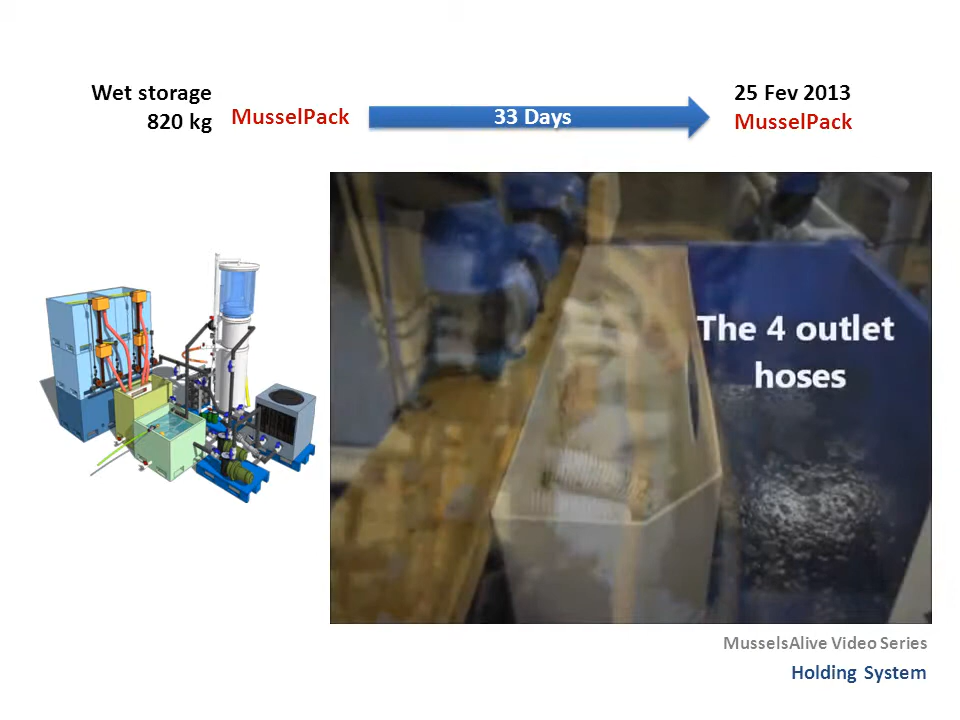 Wet storage
820 kg
MusselPack
33 Days
25 Fev 2013
MusselPack
The 4 outlet
hoses
MusselsAlive Video Series
Holding System